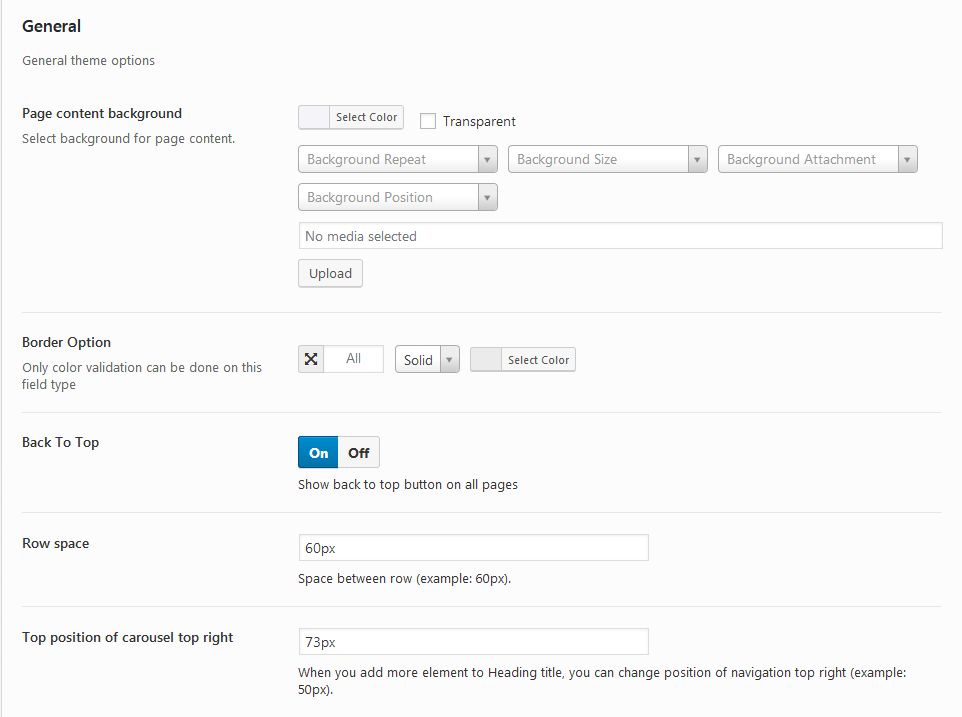 General
General theme options
Page content background
Select background for page content.
Select Color
Transparent
Background Repeat
Background Size
Background Attachment
Background Position
No media selected
Upload
Border Option
Only color validation can be done on this
field type
All
Solid
Select Color
Back To Top
On
Off
Show back to top button on all pages
Row space
60px
Space between row (example: 60px).
Top position of carousel top right
73px
When you add more element to Heading title, you can change position of navigation top right (example:
50px).